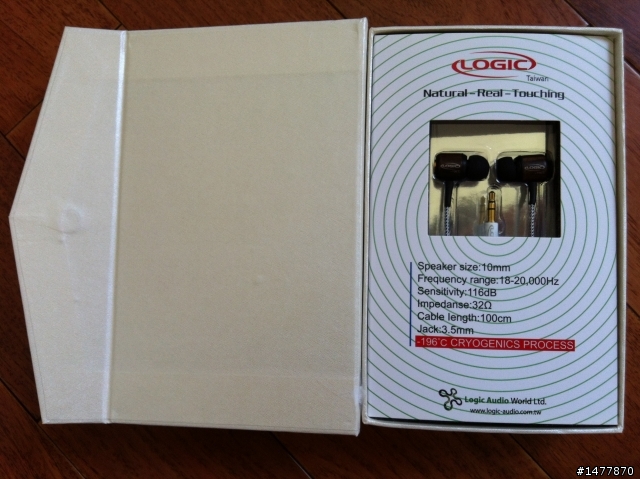 LOGIC
Taiwan
Natural-Real-Touching
Speaker size:10mm
Frequency range:18-20,000Hz
Sensitivity:116dB
Impedanse:32Ω
Cable length:100cm
Jack:3.5mm
-196°C CRYOGENICS PROCESS
Logic Audio World Ltd.
www.logic-audio.com.tw
#1477870